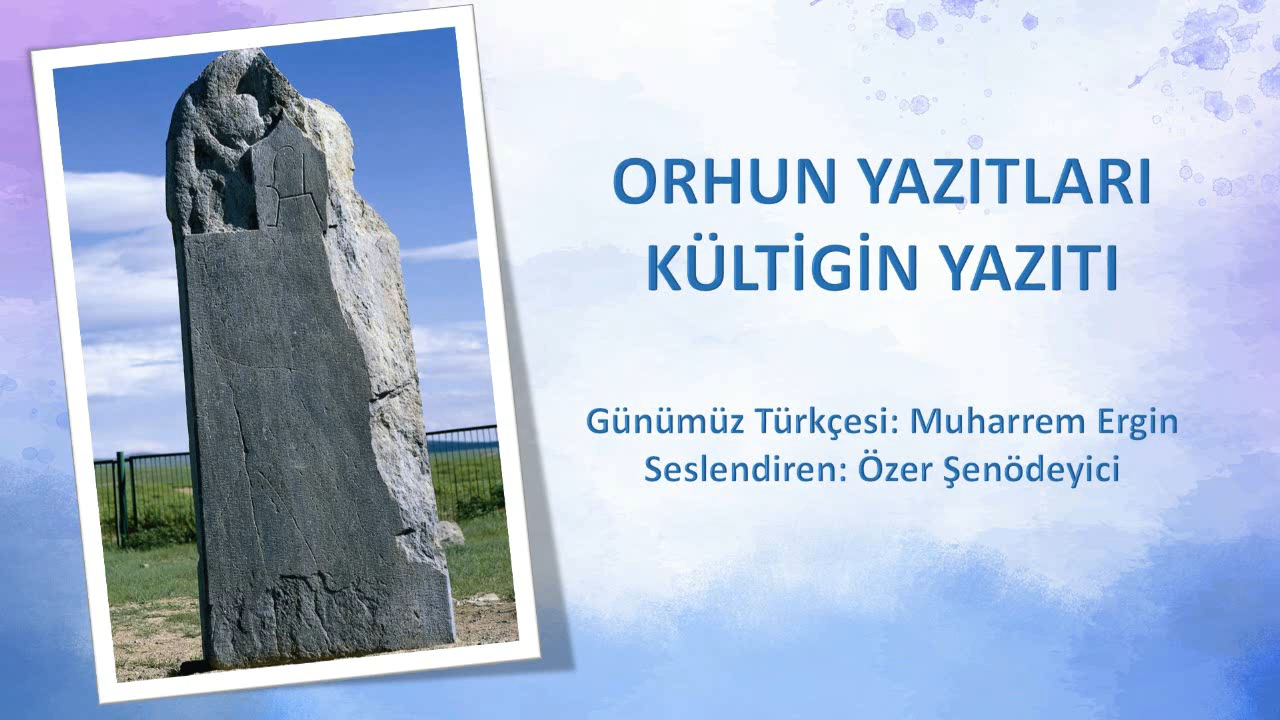 ORHUN YAZITLARI
KÜLTİGİN YAZITI
Günümüz Türkçesi: Muharrem Ergin
Seslendiren: Özer Şenödeyici